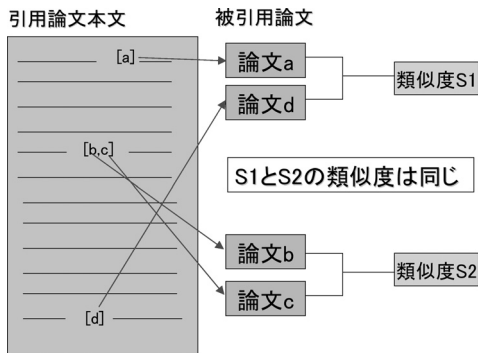 引用論文本文
被引用論文
[a]
論文a
論文d
類似度S1
[b,c]
S1とS2の類似度は同じ
論文b
論文c
類似度S2
[d]